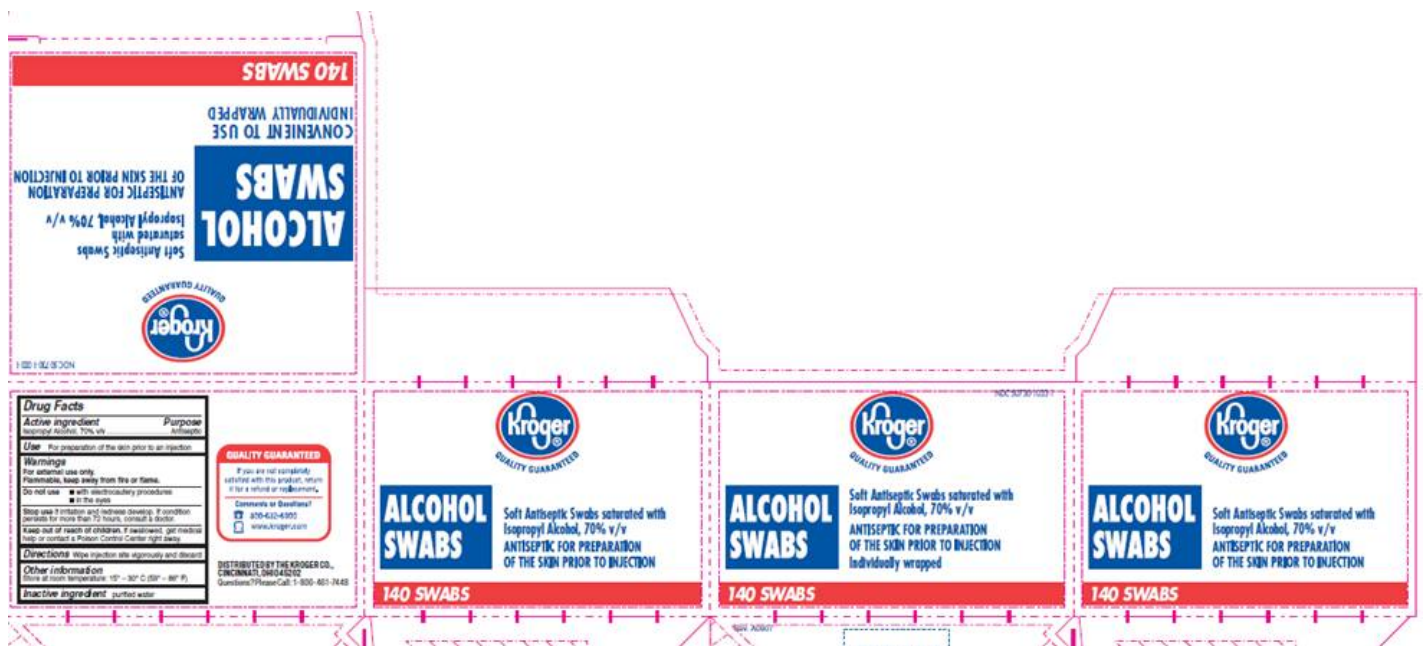 140 SWABS
CONVENIENT TO USE
INDIVIDUALLY WRAPPED
ALCOHOL
SWABS
Soft Antiseptic Swabs
saturated with
Isopropyl Alcohol, 70% v/v
ANTISEPTIC FOR PREPARATION
OF THE SKIN PRIOR TO INJECTION
Kroger®
QUALITY GUARANTEED
NDC
Drug Facts
Active ingredient Purpose
Isopropyl Alcohol, 70% v/v Antiseptic
Use For preparation of the skin prior to an injection
Warnings
For external use only.
Flammable, keep away from fire or flame.
Do not use ■ with electrocautery procedures
■ in the eyes
Stop use if irritation and redness develop. If condition
persists for more than 72 hours, consult a doctor.
Keep out of reach of children. If swallowed, get medical
help or contact a Poison Control Center right away.
Directions Wipe injection site vigorously and discard
Other information
Store at room temperature: 15° – 30° C (59° – 86° F)
Inactive ingredient purified water
QUALITY GUARANTEED
If you are not completely
satisfied with this product, return
it for a refund or replacement.
Comments or Questions?
800-632-6900
www.kroger.com
DISTRIBUTED BY THE KROGER CO.,
CINCINNATI, OHIO 45202
Questions? Please Call:
Kroger®
QUALITY GUARANTEED
ALCOHOL
SWABS
Soft Antiseptic Swabs saturated with
Isopropyl Alcohol, 70% v/v
ANTISEPTIC FOR PREPARATION
OF THE SKIN PRIOR TO INJECTION
140 SWABS
NDC
Kroger®
QUALITY GUARANTEED
ALCOHOL
SWABS
Soft Antiseptic Swabs saturated with
Isopropyl Alcohol, 70% v/v
ANTISEPTIC FOR PREPARATION
OF THE SKIN PRIOR TO INJECTION
Individually wrapped
140 SWABS
Kroger®
QUALITY GUARANTEED
ALCOHOL
SWABS
Soft Antiseptic Swabs saturated with
Isopropyl Alcohol, 70% v/v
ANTISEPTIC FOR PREPARATION
OF THE SKIN PRIOR TO INJECTION
140 SWABS